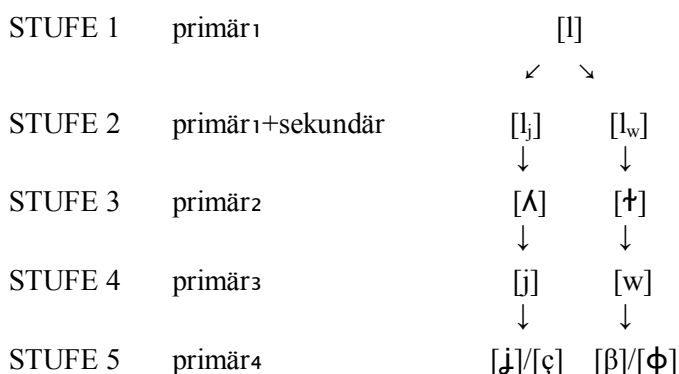 STUFE 1 primär₁ [l]
↙ ↘
STUFE 2 primär₁+sekundär [lⱼ] [lw]
↓ ↓
STUFE 3 primär₂ [ʎ] [ɫ]
↓ ↓
STUFE 4 primär₃ [j] [w]
↓ ↓
STUFE 5 primär₄ [ʝ]/[ç] [β]/[ɸ]